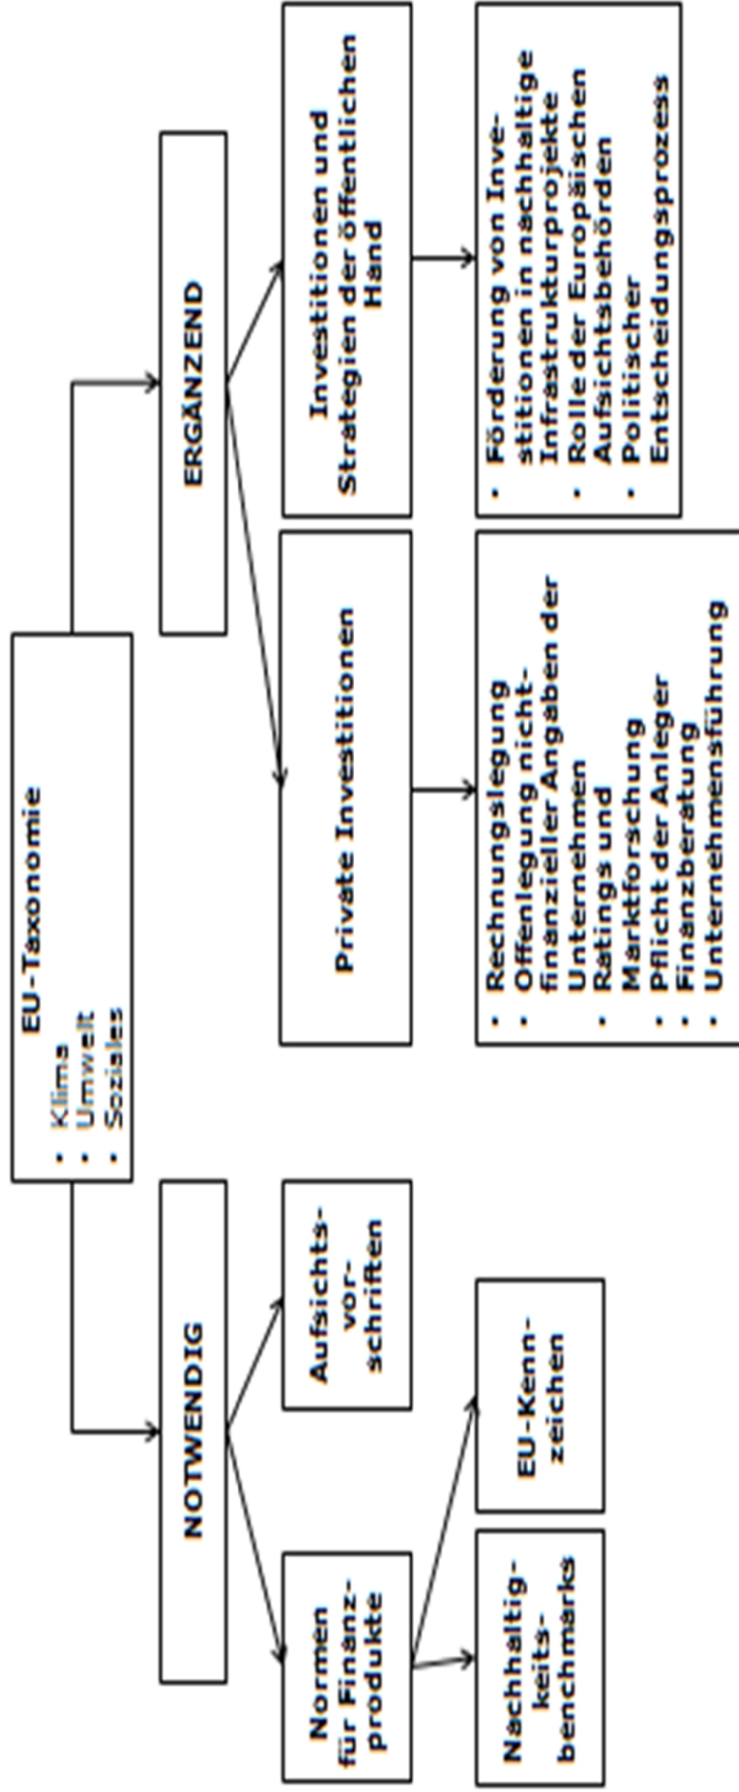 EU-Taxonomie
· Klima
· Umwelt
· Soziales
NOTWENDIG
ERGÄNZEND
Normen
für Finanz-
produkte
Aufsichts-
vor-
schriften
Private Investitionen
Investitionen und
Strategien der öffentlichen
Hand
Nachhaltig-
keits-
benchmarks
EU-Kenn-
zeichen
· Rechnungslegung
· Offenlegung nicht-
finanzieller Angaben der
Unternehmen
· Ratings und
Marktforschung
· Pflicht der Anleger
· Finanzberatung
· Unternehmensführung
· Förderung von Inve-
stitionen in nachhaltige
Infrastrukturprojekte
· Rolle der Europäischen
Aufsichtsbehörden
· Politischer
Entscheidungsprozess